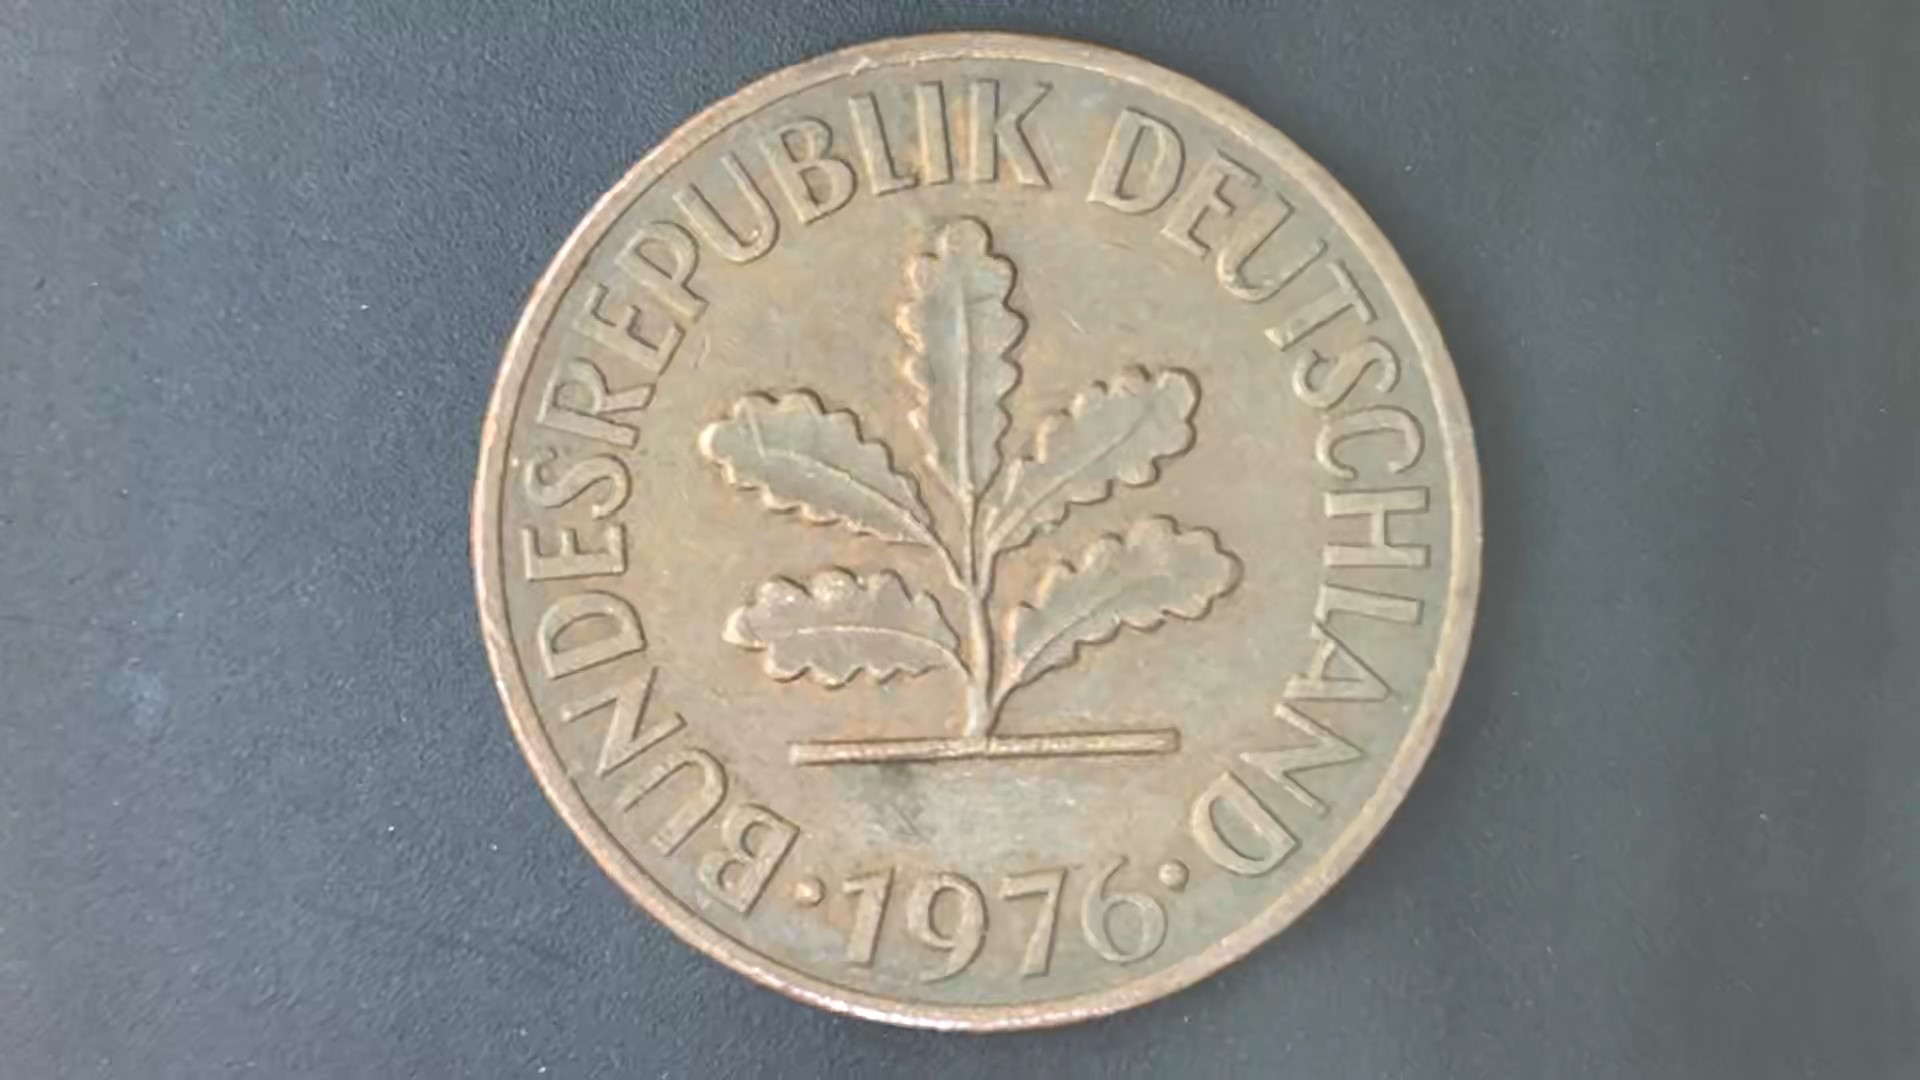 BUNDESREPUBLIK DEUTSCHLAND
·1976·